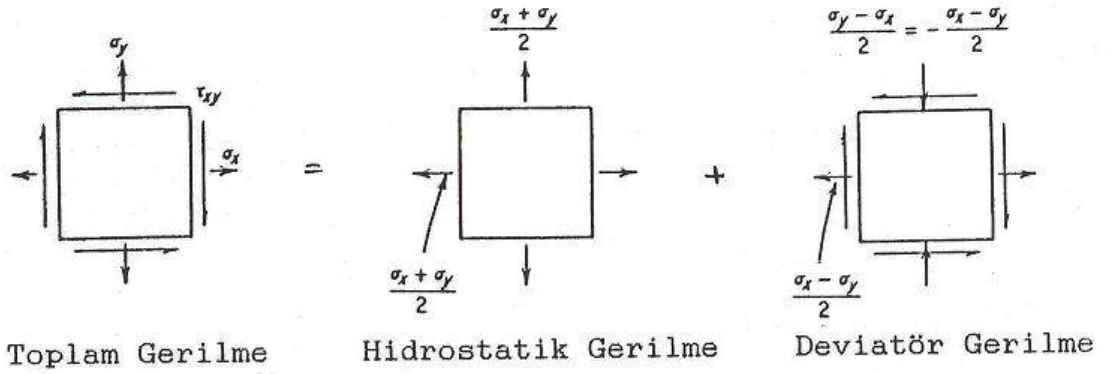 σy
τxy
σx
=
(σx + σy)/2
(σx + σy)/2
+
(σy − σx)/2 = − (σx − σy)/2
(σx − σy)/2
Toplam Gerilme
Hidrostatik Gerilme
Deviatör Gerilme